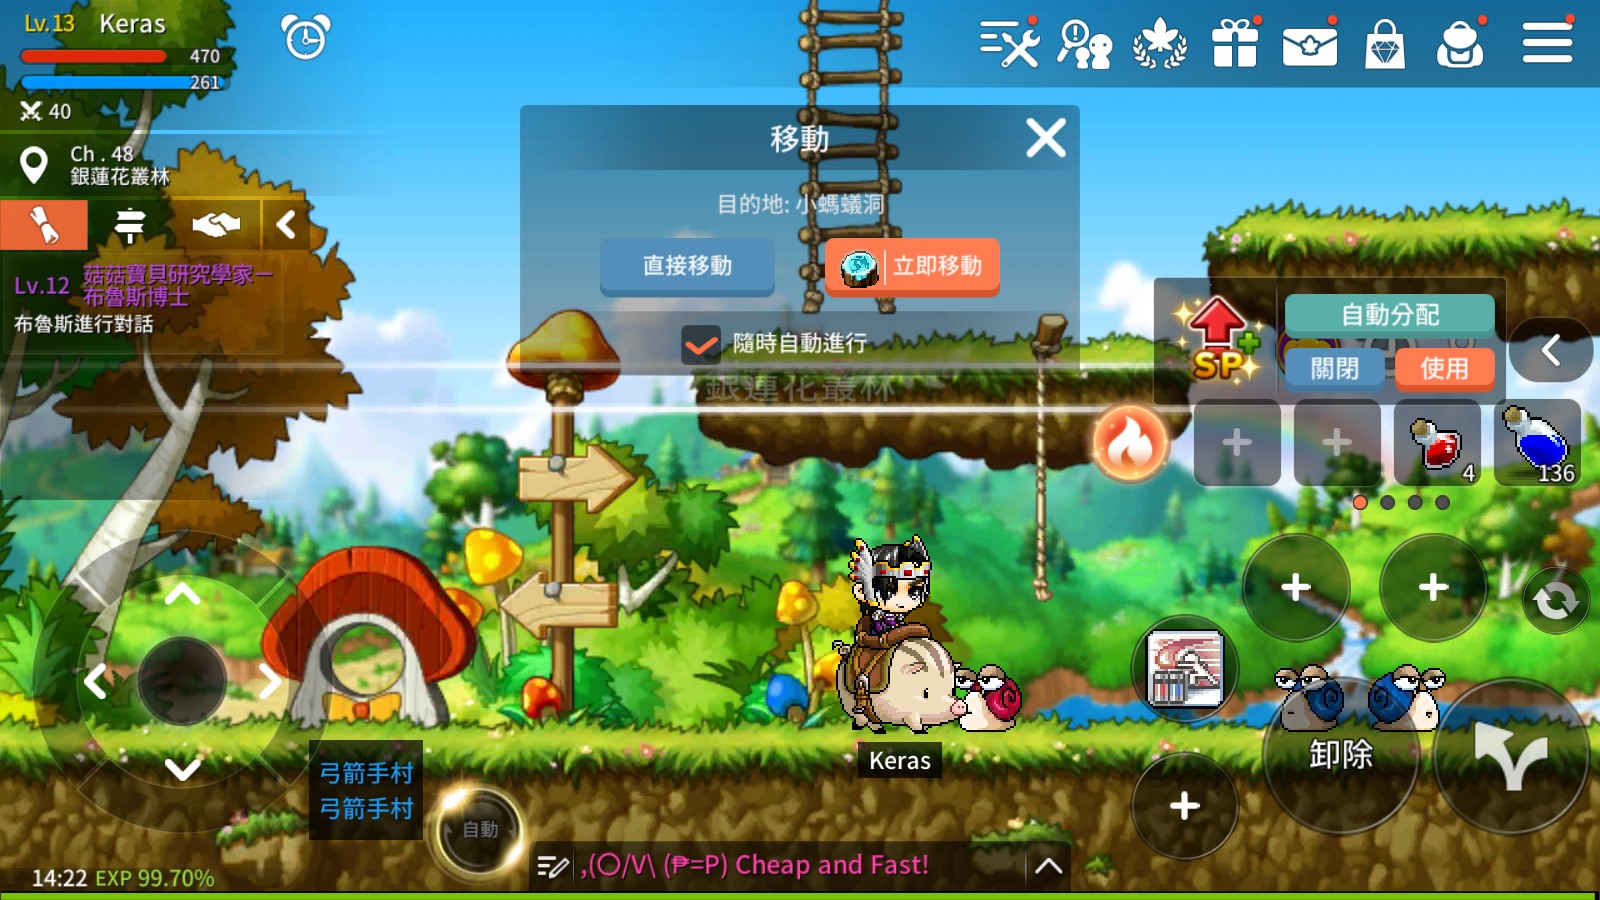 Lv.13 Keras
470
261
40
Ch . 48
銀蓮花叢林
Lv.12 菇菇寶貝研究學家—
布魯斯博士
布魯斯進行對話
移動
目的地: 小螞蟻洞
直接移動
立即移動
隨時自動進行
銀蓮花叢林
SP
自動分配
關閉
使用
4
136
卸除
Keras
弓箭手村
弓箭手村
自動
,(〇/V\ (₱=P) Cheap and Fast!
14:22 EXP 99.70%